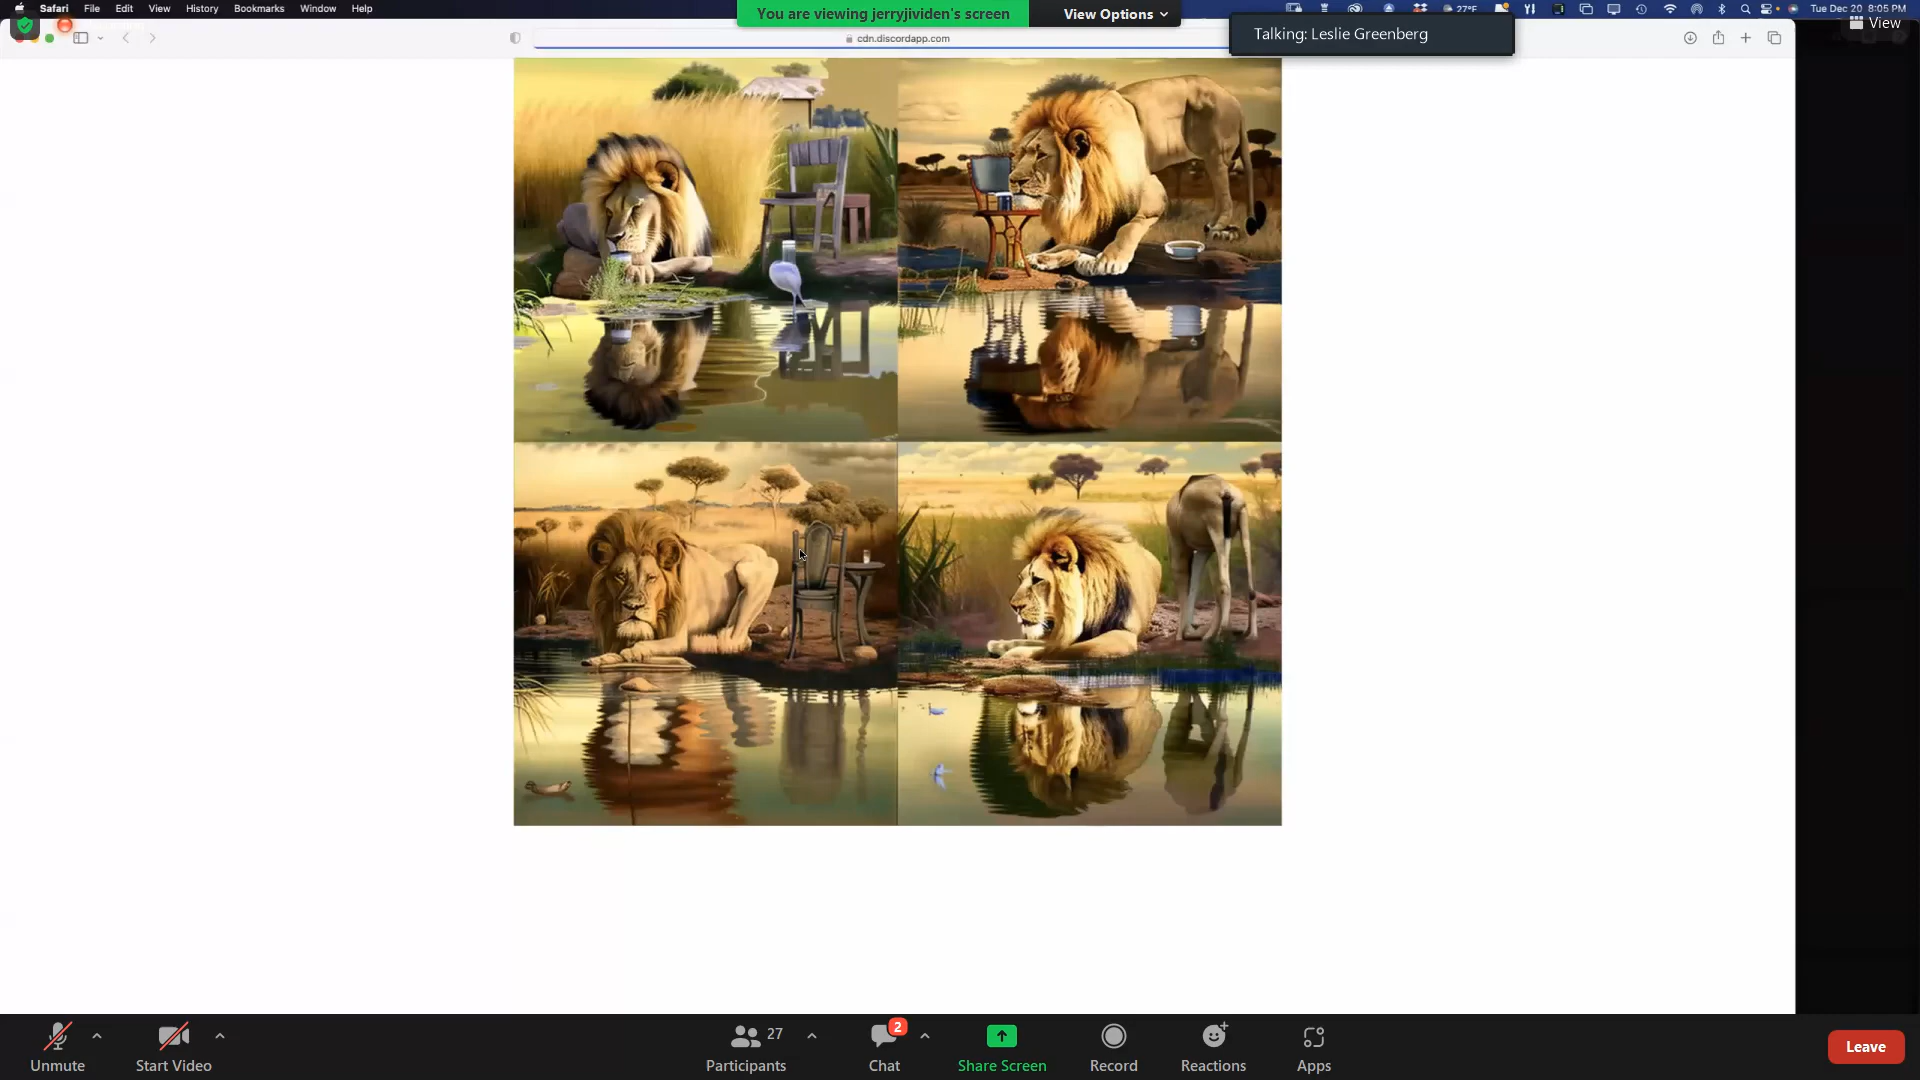 Safari File Edit View History Bookmarks Window Help
You are viewing jerryjividen's screen
View Options
27°F
Tue Dec 20 8:05 PM
View
cdn.discordapp.com
Talking: Leslie Greenberg
Unmute
Start Video
27
Participants
2
Chat
Share Screen
Record
Reactions
Apps
Leave